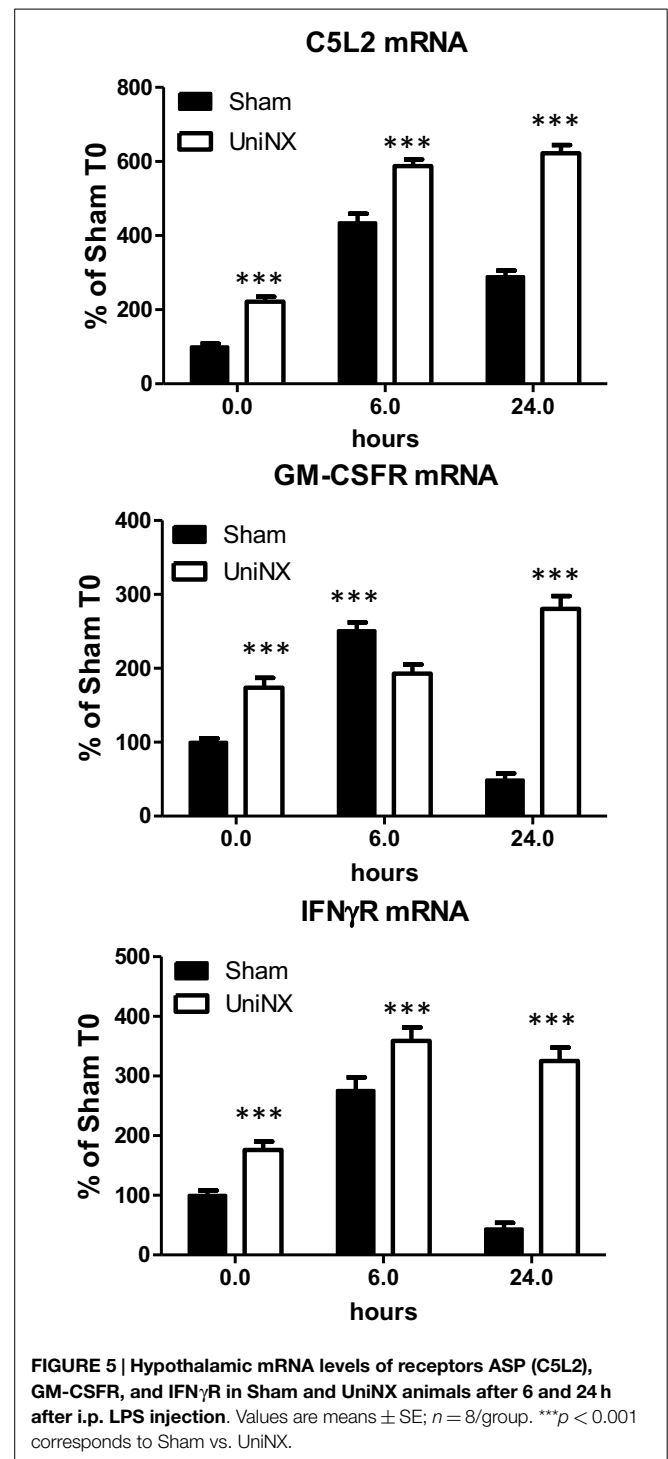 C5L2 mRNA
800
600
400
200
0
% of Sham T0
Sham
UniNX
***
***
***
0.0
6.0
24.0
hours
GM-CSFR mRNA
400
300
200
100
0
% of Sham T0
Sham
UniNX
***
***
***
0.0
6.0
24.0
hours
IFNγR mRNA
500
400
300
200
100
0
% of Sham T0
Sham
UniNX
***
***
***
0.0
6.0
24.0
hours
FIGURE 5 | Hypothalamic mRNA levels of receptors ASP (C5L2),
GM-CSFR, and IFNγR in Sham and UniNX animals after 6 and 24 h
after i.p. LPS injection. Values are means ± SE; n = 8/group. ***p < 0.001
corresponds to Sham vs. UniNX.